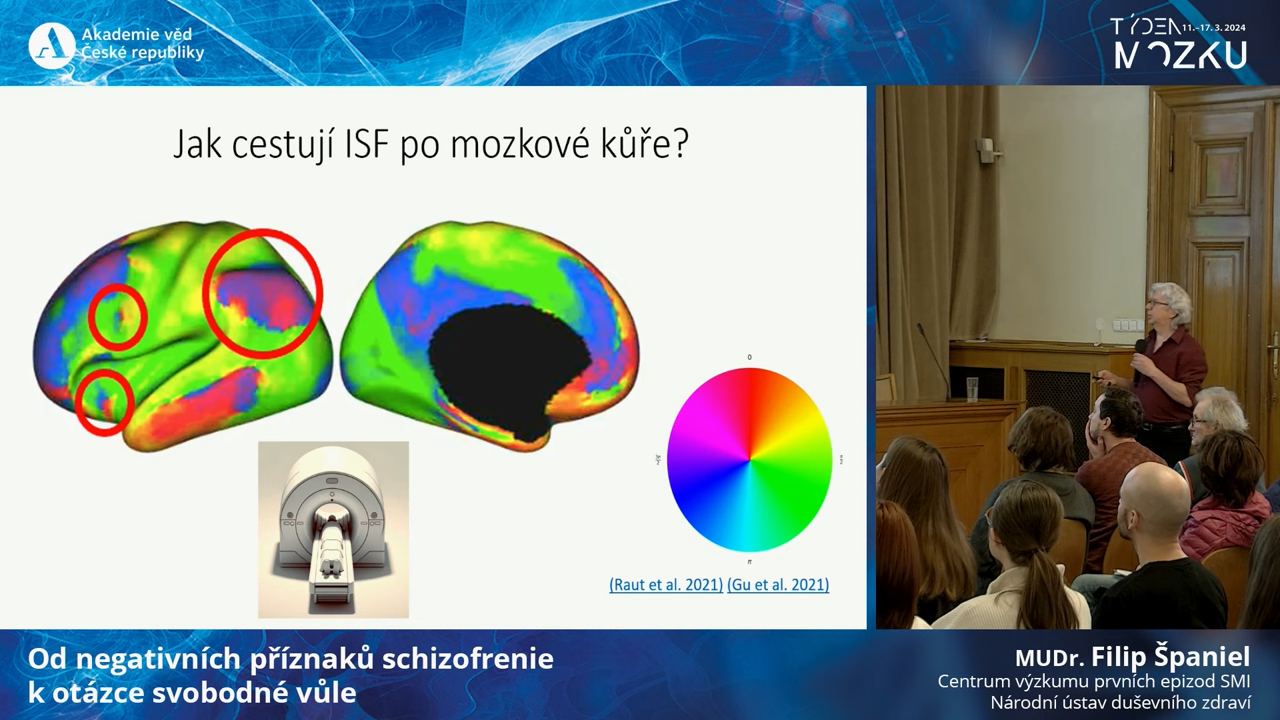 Akademie věd
České republiky
TÝDEN 11.–17. 3. 2024
MOZKU
Jak cestují ISF po mozkové kůře?
0
π
(Raut et al. 2021) (Gu et al. 2021)
Od negativních příznaků schizofrenie
k otázce svobodné vůle
MUDr. Filip Španiel
Centrum výzkumu prvních epizod SMI
Národní ústav duševního zdraví